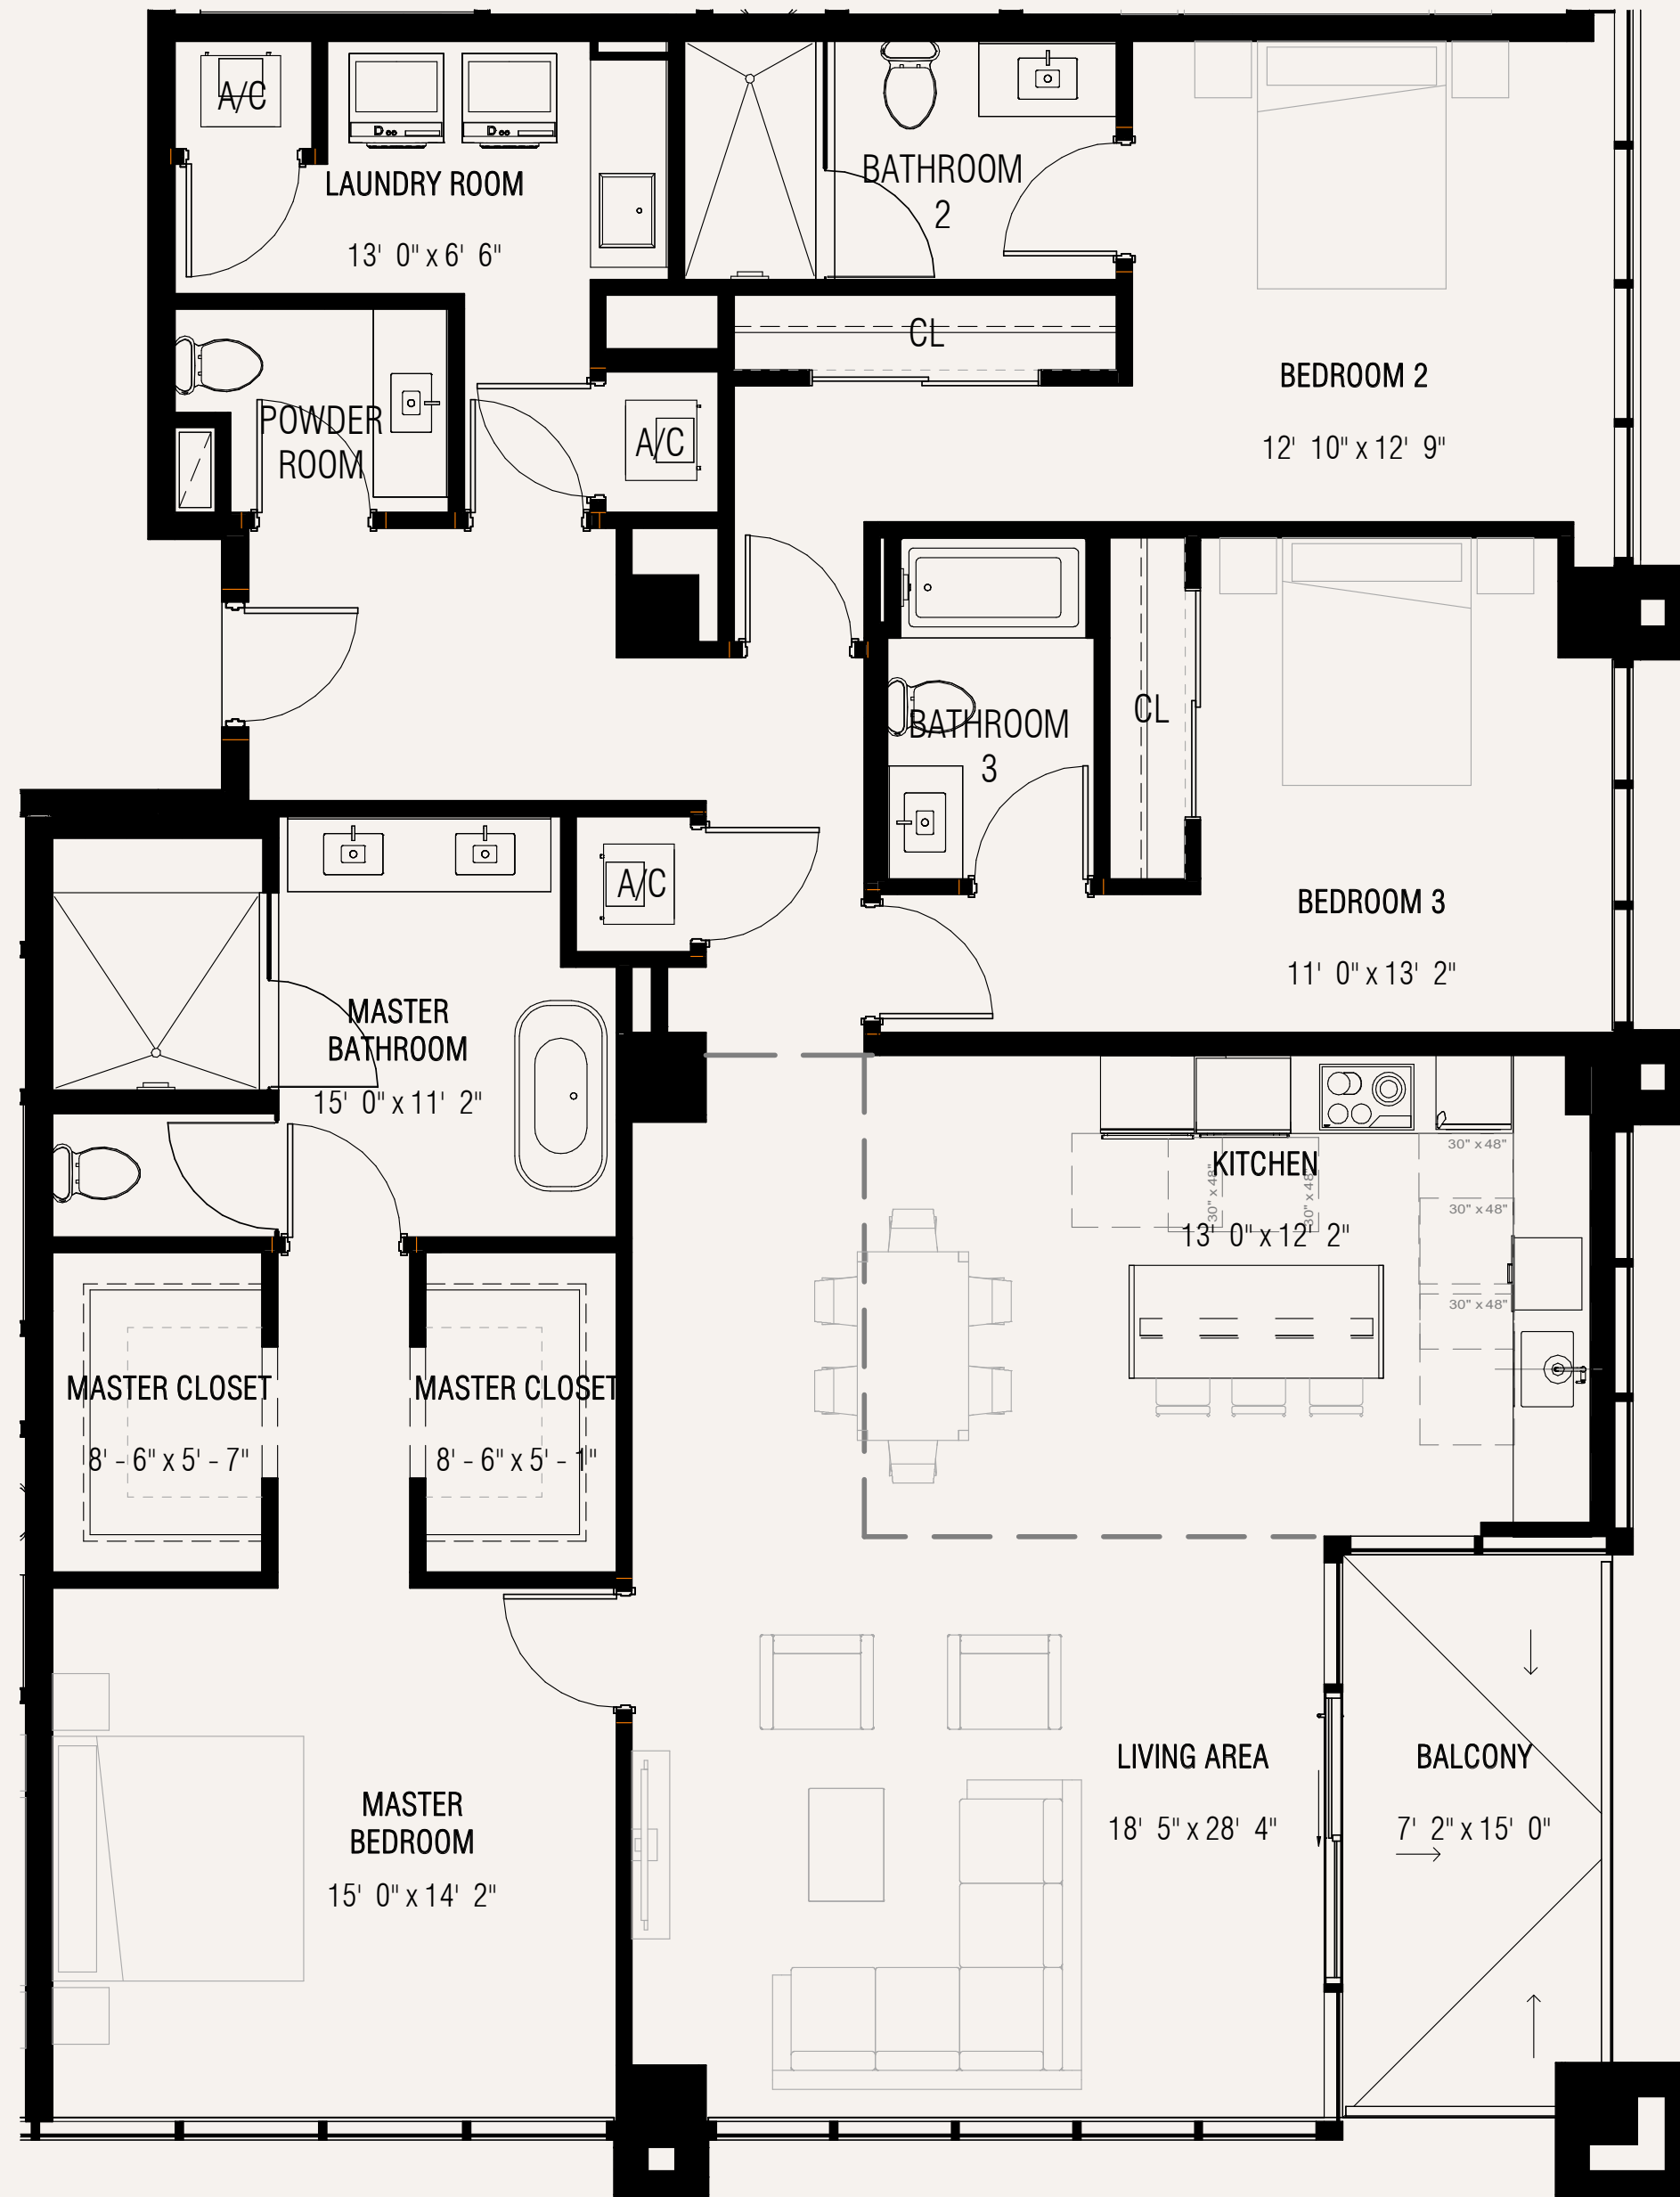 A/C
D
D
LAUNDRY ROOM
13' 0" x 6' 6"
BATHROOM
2
CL
BEDROOM 2
12' 10" x 12' 9"
POWDER
ROOM
A/C
BATHROOM
3
CL
A/C
BEDROOM 3
11' 0" x 13' 2"
MASTER
BATHROOM
15' 0" x 11' 2"
KITCHEN
13' 0" x 12' 2"
30" x 48"
30" x 48"
30" x 48"
30" x 48"
30" x 48"
MASTER CLOSET
8' - 6" x 5' - 7"
MASTER CLOSET
8' - 6" x 5' - 1"
LIVING AREA
18' 5" x 28' 4"
BALCONY
7' 2" x 15' 0"
MASTER
BEDROOM
15' 0" x 14' 2"